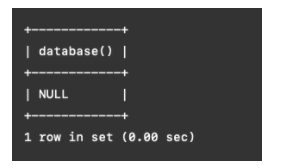 +------------+
| database() |
+------------+
| NULL       |
+------------+
1 row in set (0.00 sec)